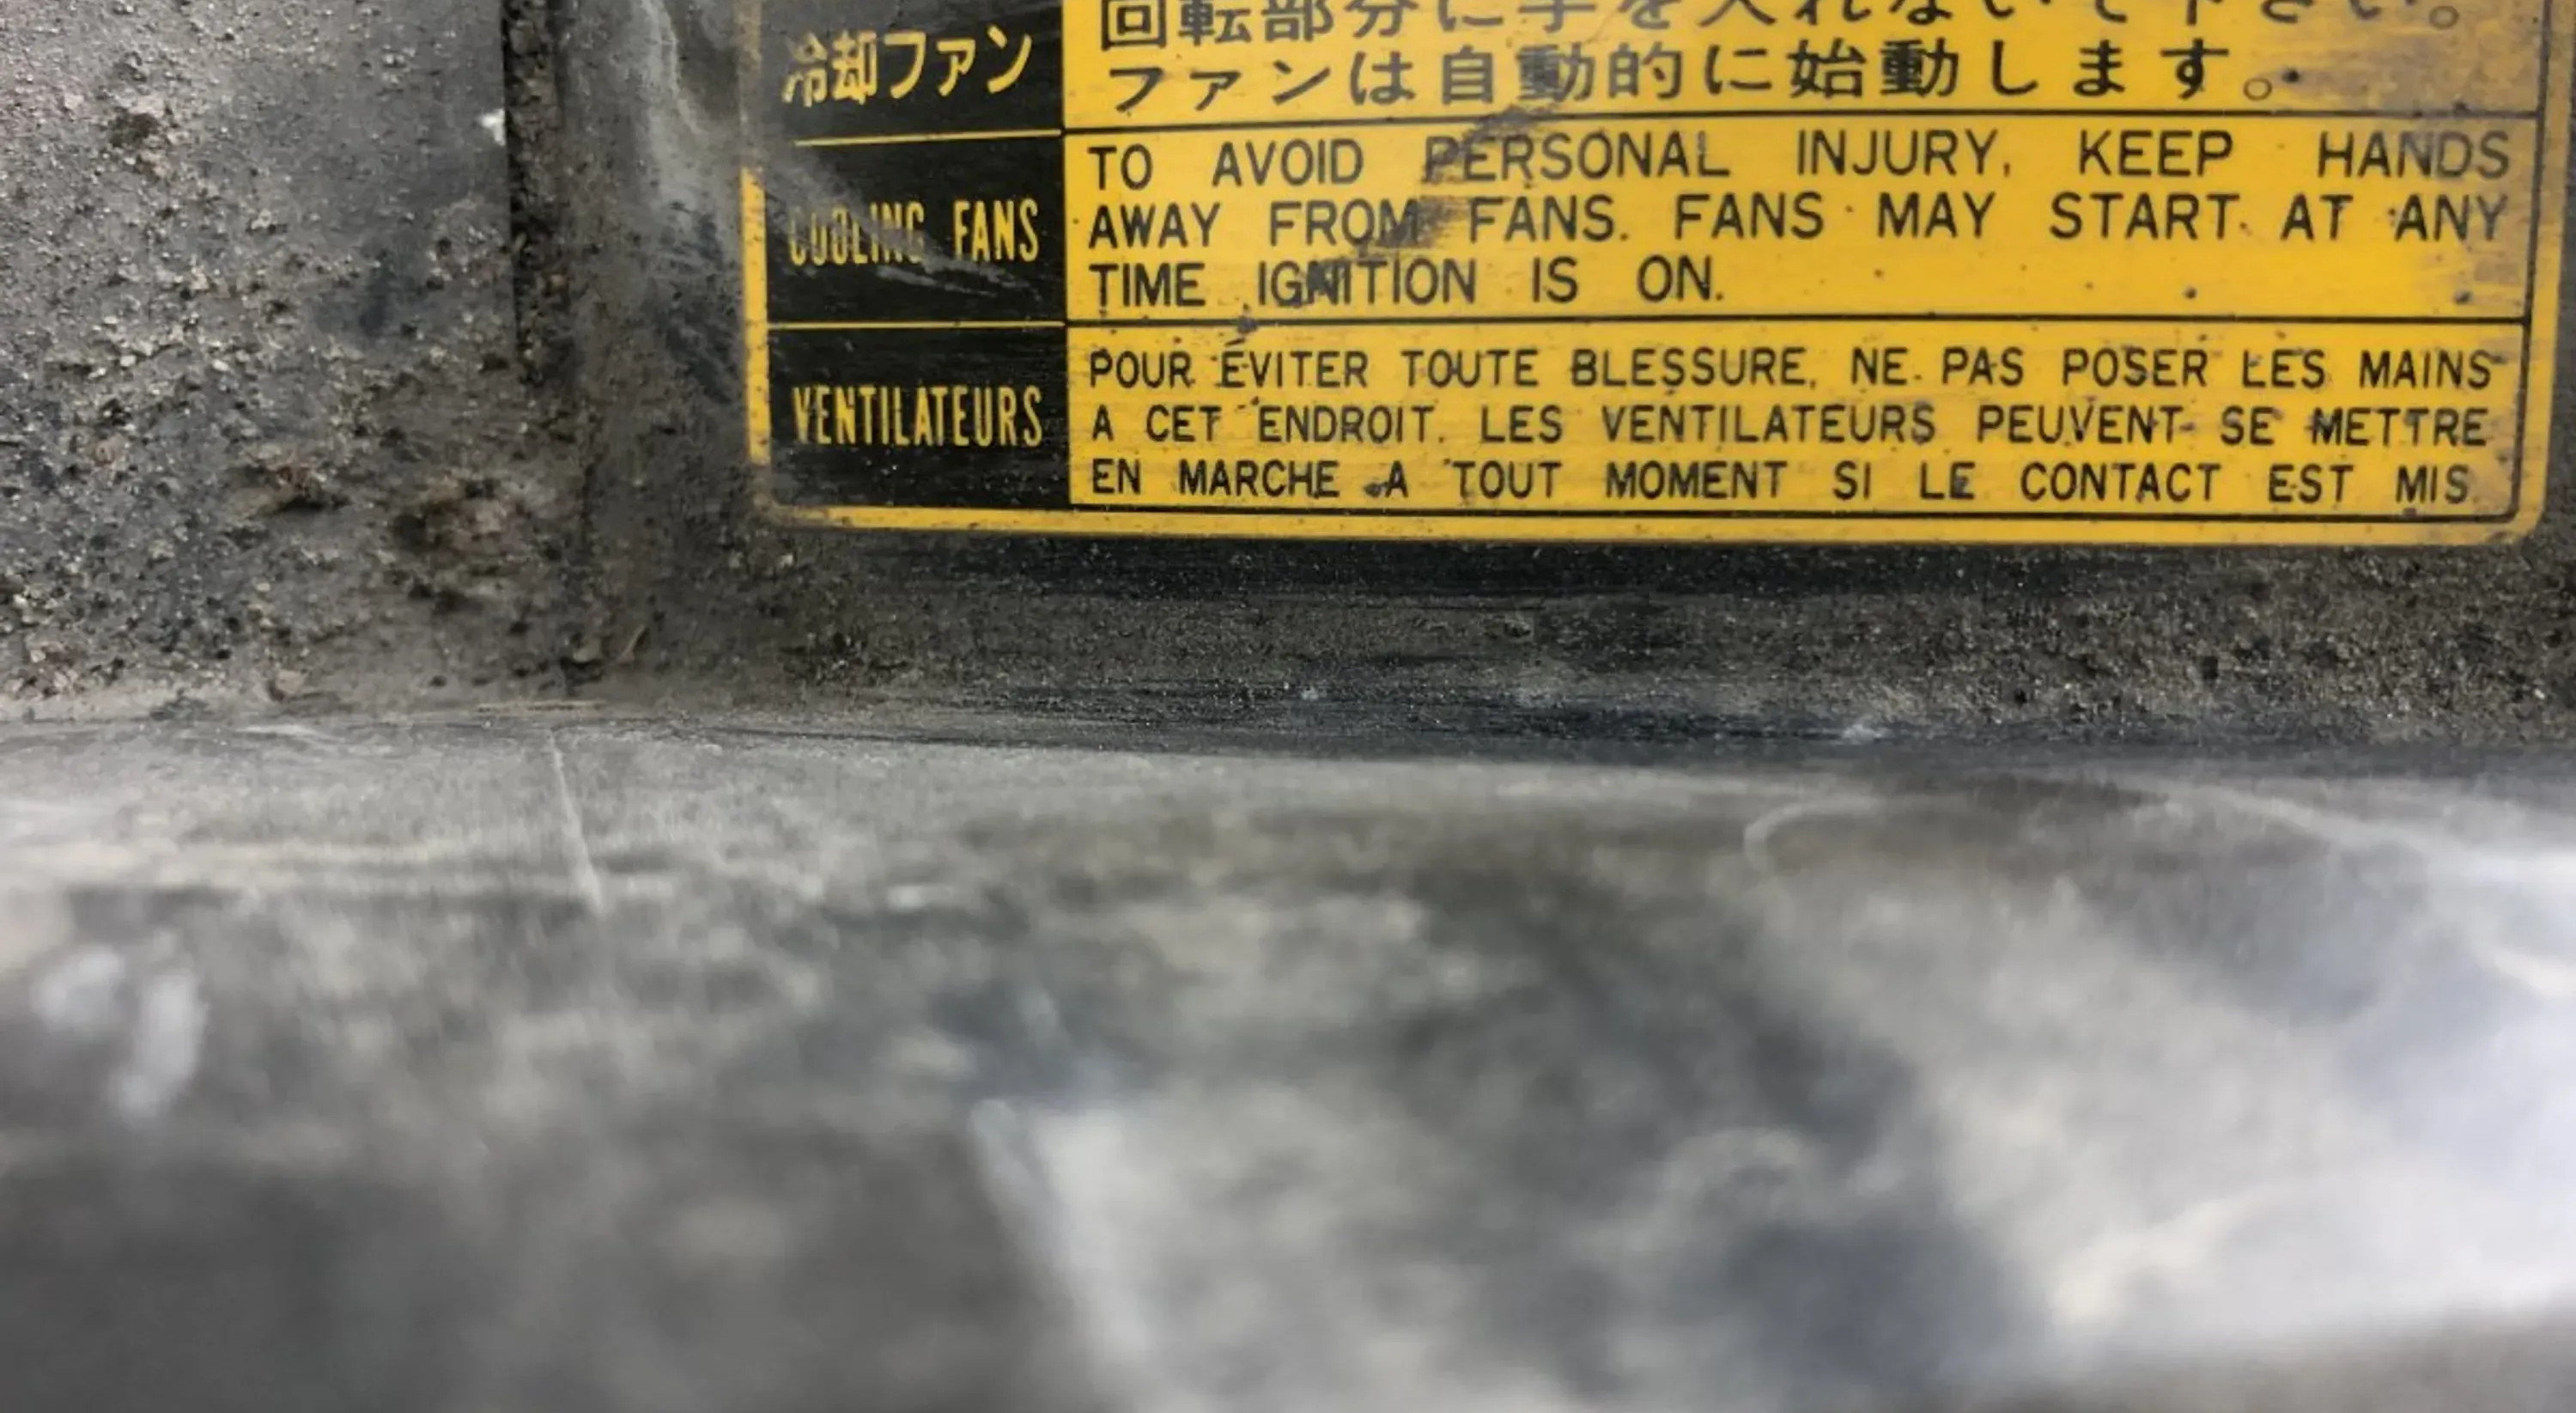 冷却ファン
回転部分に手を入れないで下さい。
ファンは自動的に始動します。
COOLING FANS
TO AVOID PERSONAL INJURY, KEEP HANDS
AWAY FROM FANS. FANS MAY START AT ANY
TIME IGNITION IS ON.
VENTILATEURS
POUR ÉVITER TOUTE BLESSURE, NE PAS POSER LES MAINS
A CET ENDROIT. LES VENTILATEURS PEUVENT SE METTRE
EN MARCHE A TOUT MOMENT SI LE CONTACT EST MIS.